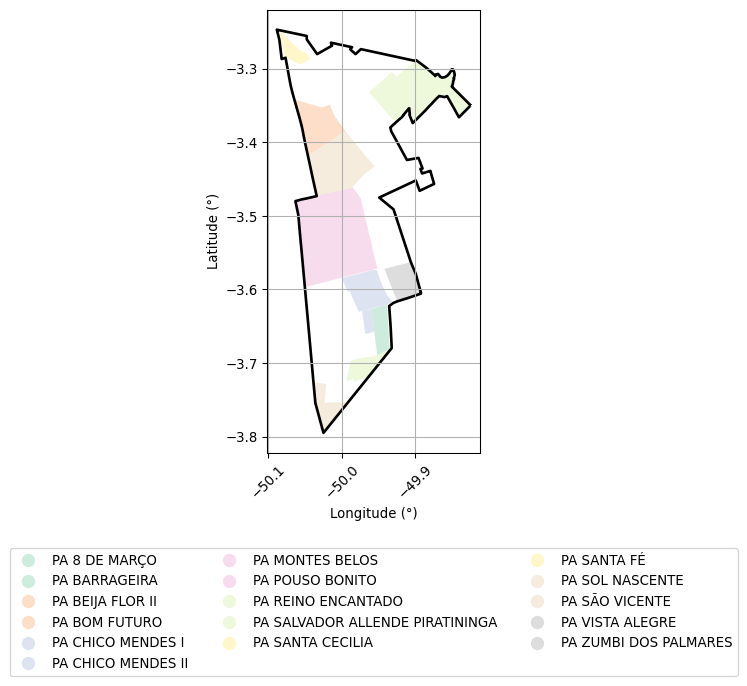 −3.3
−3.4
−3.5
−3.6
−3.7
−3.8
Latitude (°)
−50.1
−50.0
−49.9
Longitude (°)
PA 8 DE MARÇO
PA BARRAGEIRA
PA BEIJA FLOR II
PA BOM FUTURO
PA CHICO MENDES I
PA CHICO MENDES II
PA MONTES BELOS
PA POUSO BONITO
PA REINO ENCANTADO
PA SALVADOR ALLENDE PIRATININGA
PA SANTA CECILIA
PA SANTA FÉ
PA SOL NASCENTE
PA SÃO VICENTE
PA VISTA ALEGRE
PA ZUMBI DOS PALMARES